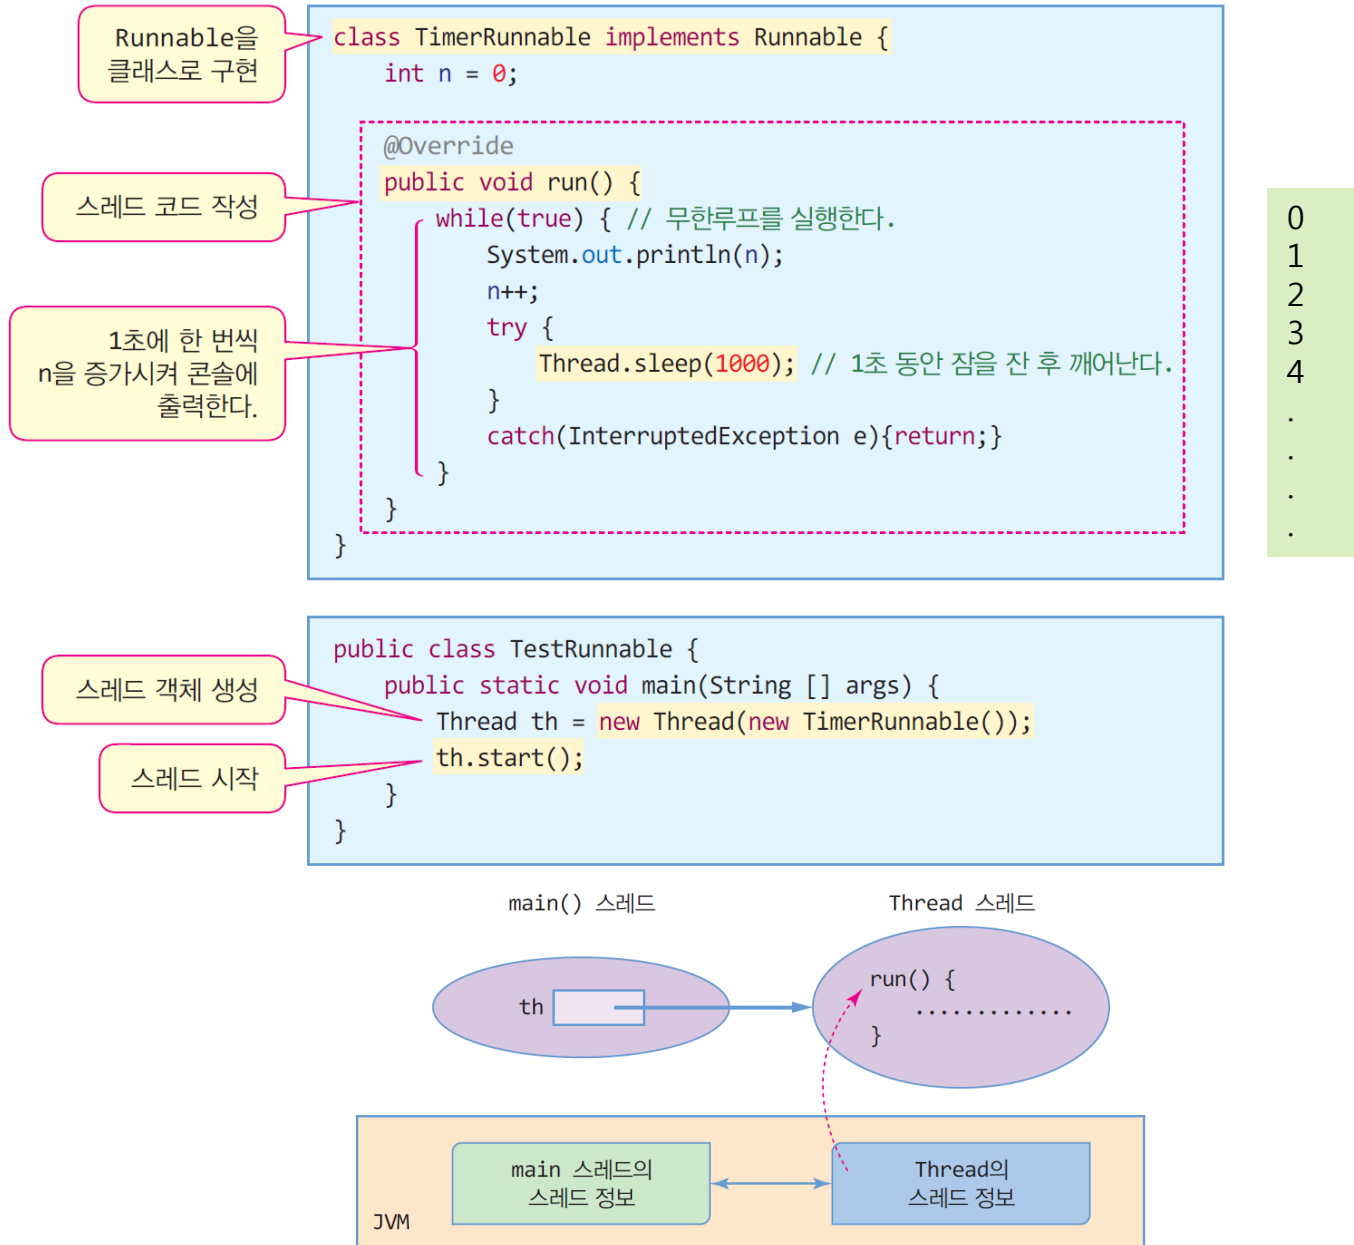 Runnable을
클래스로 구현
class TimerRunnable implements Runnable {
int n = 0;
@Override
스레드 코드 작성
public void run() {
while(true) { // 무한루프를 실행한다.
System.out.println(n);
n++;
try {
1초에 한 번씩
n을 증가시켜 콘솔에
출력한다.
Thread.sleep(1000); // 1초 동안 잠을 잔 후 깨어난다.
}
catch(InterruptedException e){return;}
}
}
}
0
1
2
3
4
.
.
.
.
public class TestRunnable {
스레드 객체 생성
public static void main(String [] args) {
Thread th = new Thread(new TimerRunnable());
스레드 시작
th.start();
}
}
main() 스레드
Thread 스레드
th
run() {
.............
}
main 스레드의
스레드 정보
Thread의
스레드 정보
JVM